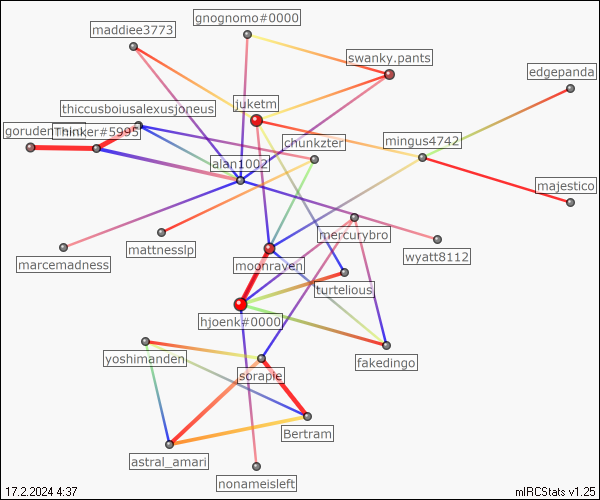 gnognomo#0000
maddiee3773
swanky.pants
edgepanda
thiccusboiusalexusjoneus
juketm
Thinker#5995
chunkzter
mingus4742
alan1002
majestico
mercurybro
mattnesslp
wyatt8112
marcemadness
moonraven
turtelious
hjoenk#0000
yoshimanden
fakedingo
sorapie
Bertram
astral_amari
nonameisleft
17.2.2024 4:37
mIRCStats v1.25